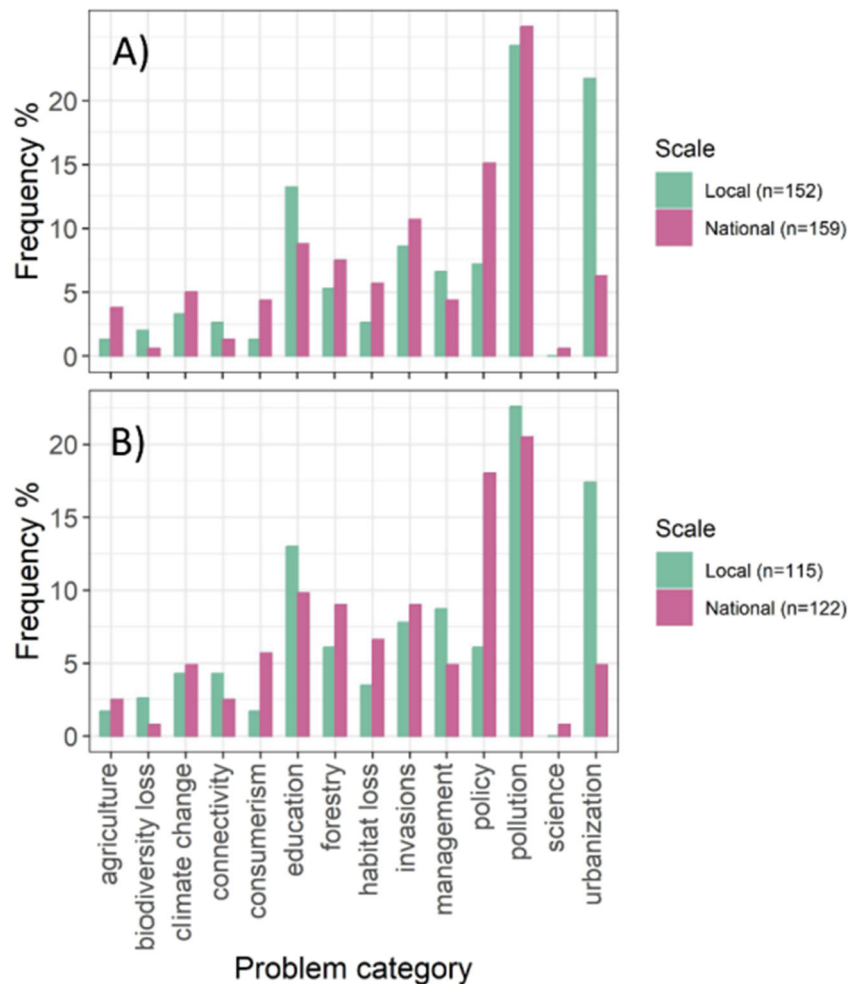 A)
Frequency %
20
15
10
5
0
Scale
Local (n=152)
National (n=159)
B)
Frequency %
20
15
10
5
0
Scale
Local (n=115)
National (n=122)
agriculture
biodiversity loss
climate change
connectivity
consumerism
education
forestry
habitat loss
invasions
management
policy
pollution
science
urbanization
Problem category